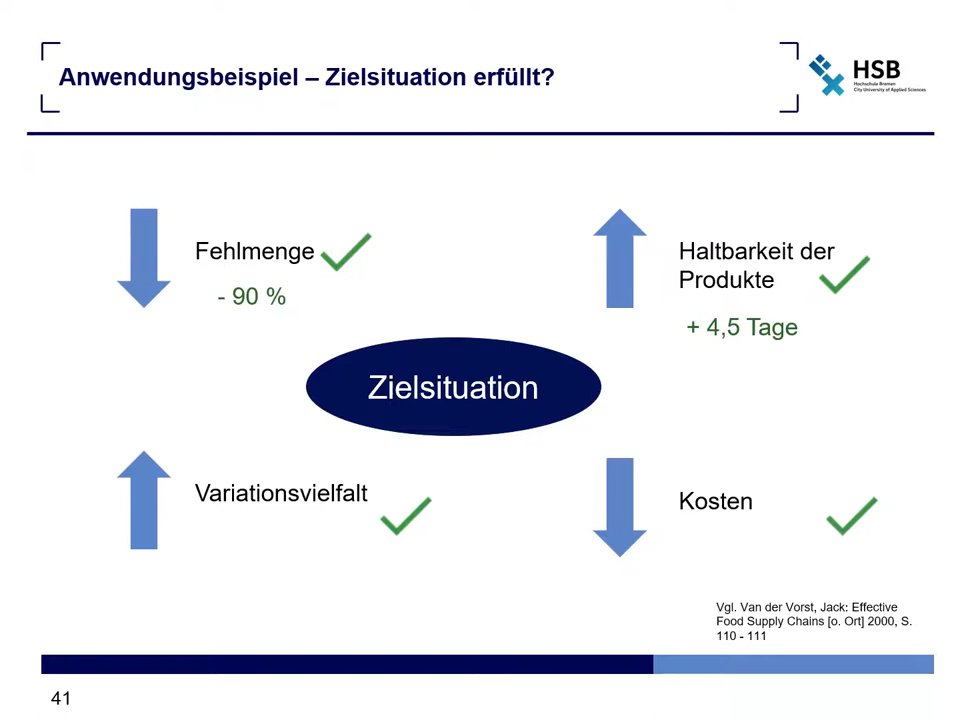 Anwendungsbeispiel – Zielsituation erfüllt?
HSB
Hochschule Bremen
City University of Applied Sciences
Fehlmenge
- 90 %
Haltbarkeit der
Produkte
+ 4,5 Tage
Zielsituation
Variationsvielfalt
Kosten
Vgl. Van der Vorst, Jack: Effective
Food Supply Chains [o. Ort] 2000, S.
110 - 111
41